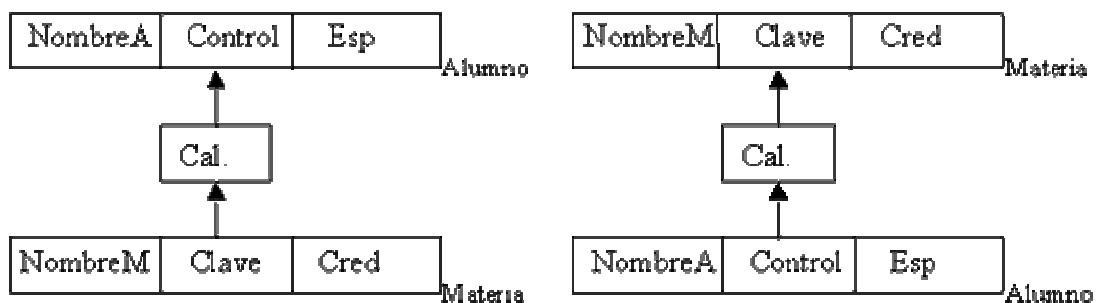 NombreA Control Esp
Alumno
Cal.
NombreM Clave Cred
Materia
NombreM Clave Cred
Materia
Cal.
NombreA Control Esp
Alumno